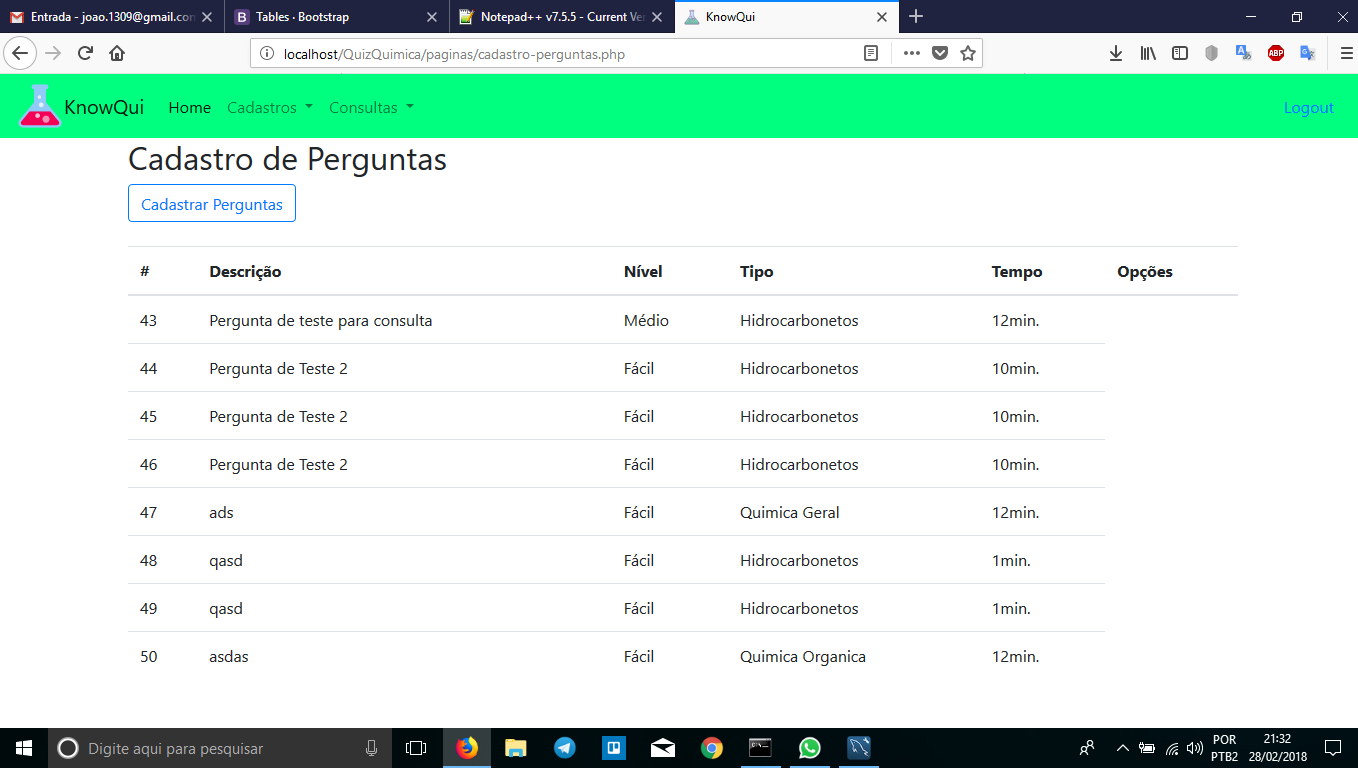 Entrada - joao.1309@gmail.con
Tables · Bootstrap
Notepad++ v7.5.5 - Current Ver
KnowQui
localhost/QuizQuimica/paginas/cadastro-perguntas.php
KnowQui Home Cadastros Consultas Logout
Cadastro de Perguntas
Cadastrar Perguntas
# Descrição Nível Tipo Tempo Opções
43 Pergunta de teste para consulta Médio Hidrocarbonetos 12min.
44 Pergunta de Teste 2 Fácil Hidrocarbonetos 10min.
45 Pergunta de Teste 2 Fácil Hidrocarbonetos 10min.
46 Pergunta de Teste 2 Fácil Hidrocarbonetos 10min.
47 ads Fácil Quimica Geral 12min.
48 qasd Fácil Hidrocarbonetos 1min.
49 qasd Fácil Hidrocarbonetos 1min.
50 asdas Fácil Quimica Organica 12min.
Digite aqui para pesquisar
POR
PTB2
21:32
28/02/2018